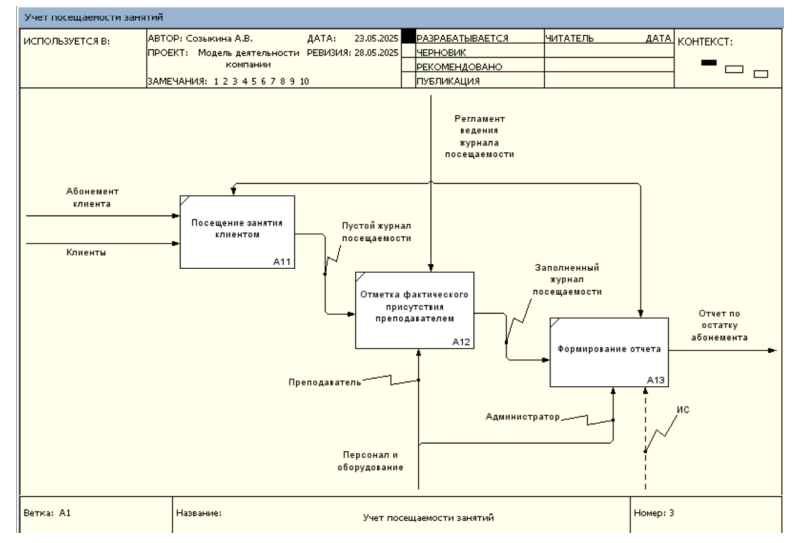 Учет посещаемости занятий
ИСПОЛЬЗУЕТСЯ В:
АВТОР: Созыкина А.В.
ДАТА: 23.05.2025
ПРОЕКТ: Модель деятельности компании
РЕВИЗИЯ: 28.05.2025
ЗАМЕЧАНИЯ: 1 2 3 4 5 6 7 8 9 10
РАЗРАБАТЫВАЕТСЯ
ЧЕРНОВИК
РЕКОМЕНДОВАНО
ПУБЛИКАЦИЯ
ЧИТАТЕЛЬ
ДАТА
КОНТЕКСТ:
Регламент
ведения
журнала
посещаемости
Абонемент
клиента
Клиенты
Посещение занятия
клиентом
A11
Пустой журнал
посещаемости
Отметка фактического
присутствия
преподавателем
A12
Заполненный
журнал
посещаемости
Формирование отчета
A13
Отчет по
остатку
абонемента
Преподаватель
Администратор
ИС
Персонал и
оборудование
Ветка: A1
Название:
Учет посещаемости занятий
Номер: 3